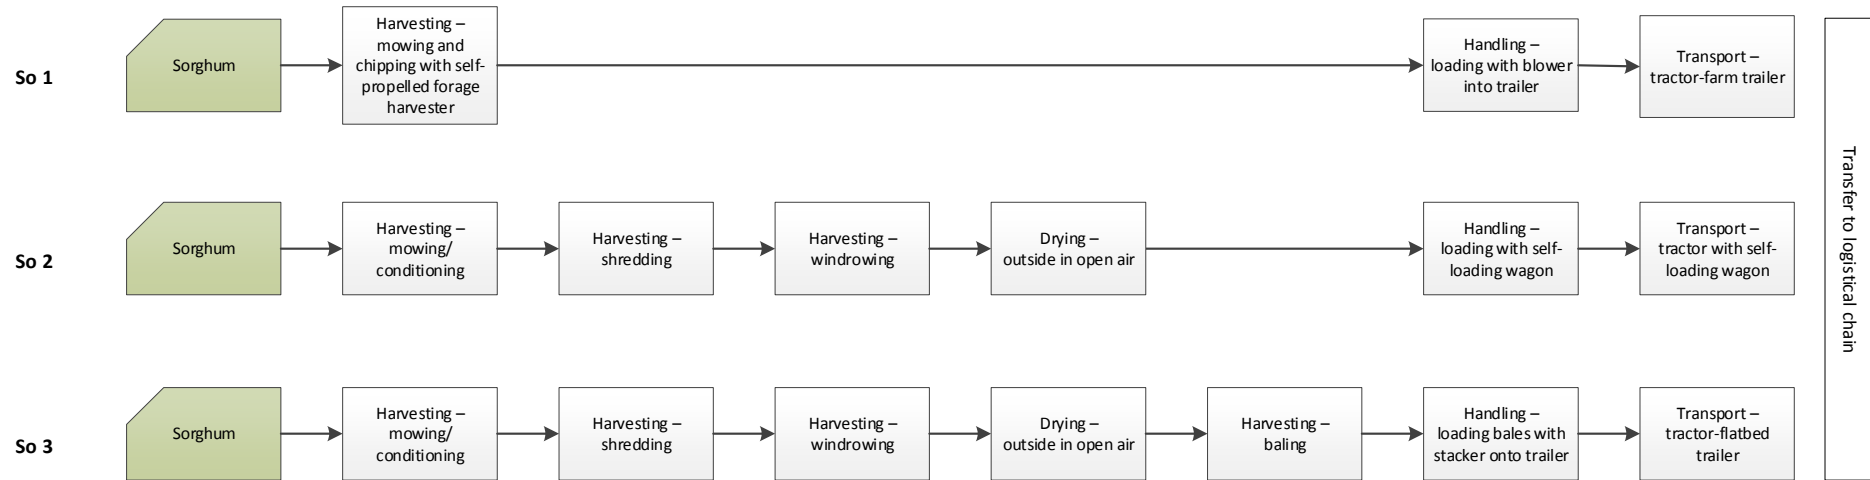 So 1
Sorghum
Harvesting –
mowing and
chipping with self-
propelled forage
harvester
Handling –
loading with blower
into trailer
Transport –
tractor-farm trailer
So 2
Sorghum
Harvesting –
mowing/
conditioning
Harvesting –
shredding
Harvesting –
windrowing
Drying –
outside in open air
Handling –
loading with self-
loading wagon
Transport –
tractor with self-
loading wagon
So 3
Sorghum
Harvesting –
mowing/
conditioning
Harvesting –
shredding
Harvesting –
windrowing
Drying –
outside in open air
Harvesting –
baling
Handling –
loading bales with
stacker onto trailer
Transport –
tractor-flatbed
trailer
Transfer to logistical chain